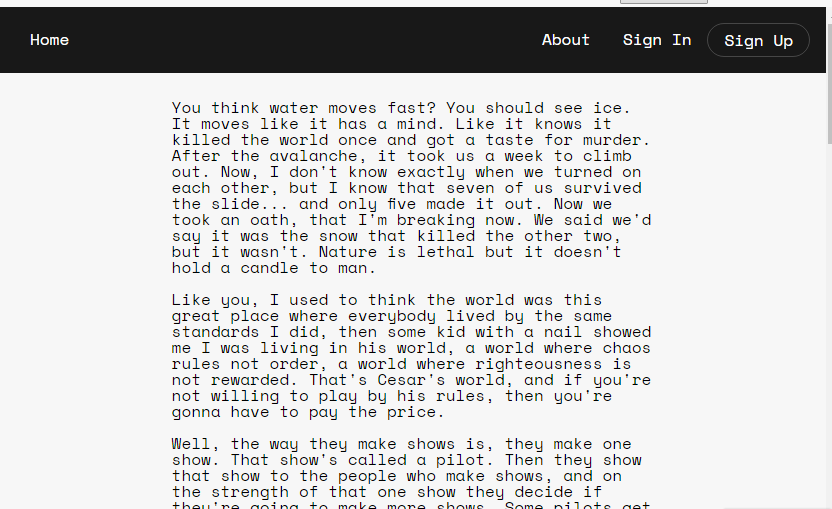 Home About Sign In Sign Up
You think water moves fast? You should see ice.
It moves like it has a mind. Like it knows it
killed the world once and got a taste for murder.
After the avalanche, it took us a week to climb
out. Now, I don't know exactly when we turned on
each other, but I know that seven of us survived
the slide... and only five made it out. Now we
took an oath, that I'm breaking now. We said we'd
say it was the snow that killed the other two,
but it wasn't. Nature is lethal but it doesn't
hold a candle to man.
Like you, I used to think the world was this
great place where everybody lived by the same
standards I did, then some kid with a nail showed
me I was living in his world, a world where chaos
rules not order, a world where righteousness is
not rewarded. That's Cesar's world, and if you're
not willing to play by his rules, then you're
gonna have to pay the price.
Well, the way they make shows is, they make one
show. That show's called a pilot. Then they show
that show to the people who make shows, and on
the strength of that one show they decide if
they're going to make more shows. Some pilots get